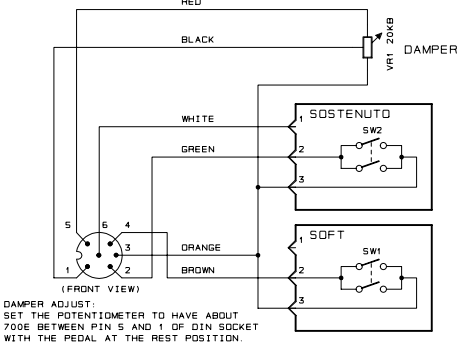 RED
BLACK
VR1 20KB
DAMPER
WHITE
1
SOSTENUTO
SW2
GREEN
2
3
5
6
4
3
1
2
ORANGE
BROWN
1
SOFT
SW1
2
3
(FRONT VIEW)
DAMPER ADJUST:
SET THE POTENTIOMETER TO HAVE ABOUT
700E BETWEEN PIN 5 AND 1 OF DIN SOCKET
WITH THE PEDAL AT THE REST POSITION.